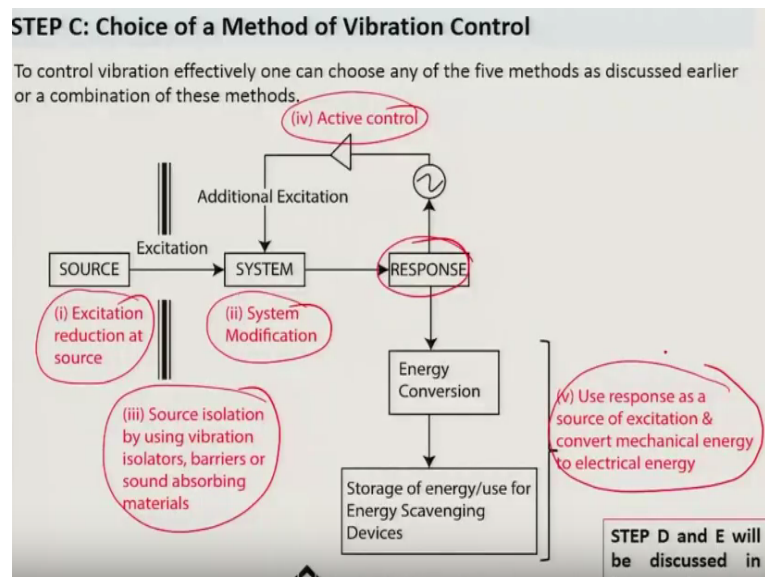 STEP C: Choice of a Method of Vibration Control
To control vibration effectively one can choose any of the five methods as discussed earlier
or a combination of these methods.
(iv) Active control
Additional Excitation
Excitation
SOURCE
SYSTEM
RESPONSE
(i) Excitation
reduction at
source
(ii) System
Modification
(iii) Source isolation
by using vibration
isolators, barriers or
sound absorbing
materials
Energy
Conversion
(v) Use response as a
source of excitation &
convert mechanical energy
to electrical energy
Storage of energy/use for
Energy Scavenging
Devices
STEP D and E will
be discussed in